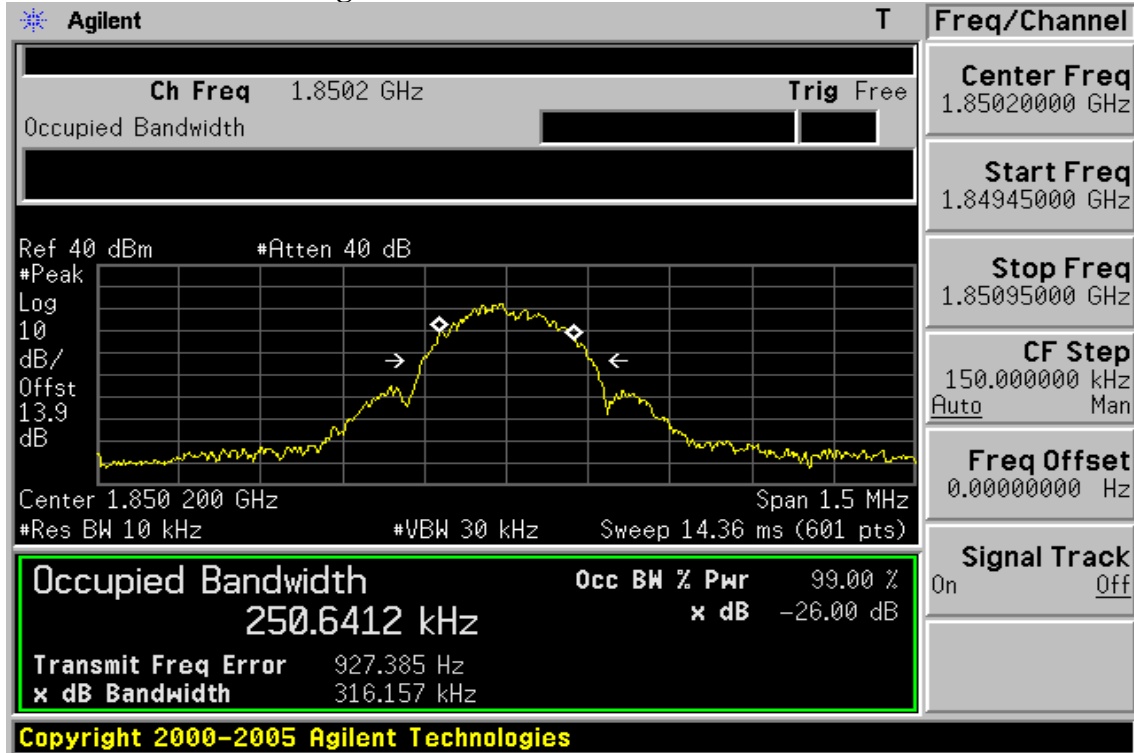 Agilent T Freq/Channel
Ch Freq 1.8502 GHz Trig Free
Occupied Bandwidth
Center Freq
1.85020000 GHz
Start Freq
1.84945000 GHz
Stop Freq
1.85095000 GHz
CF Step
150.000000 kHz
Auto Man
Freq Offset
0.00000000 Hz
Signal Track
On Off
Ref 40 dBm #Atten 40 dB
#Peak
Log
10
dB/
Offst
13.9
dB
Center 1.850 200 GHz Span 1.5 MHz
#Res BW 10 kHz #VBW 30 kHz Sweep 14.36 ms (601 pts)
Occupied Bandwidth Occ BW % Pwr 99.00 %
250.6412 kHz x dB -26.00 dB
Transmit Freq Error 927.385 Hz
x dB Bandwidth 316.157 kHz
Copyright 2000-2005 Agilent Technologies